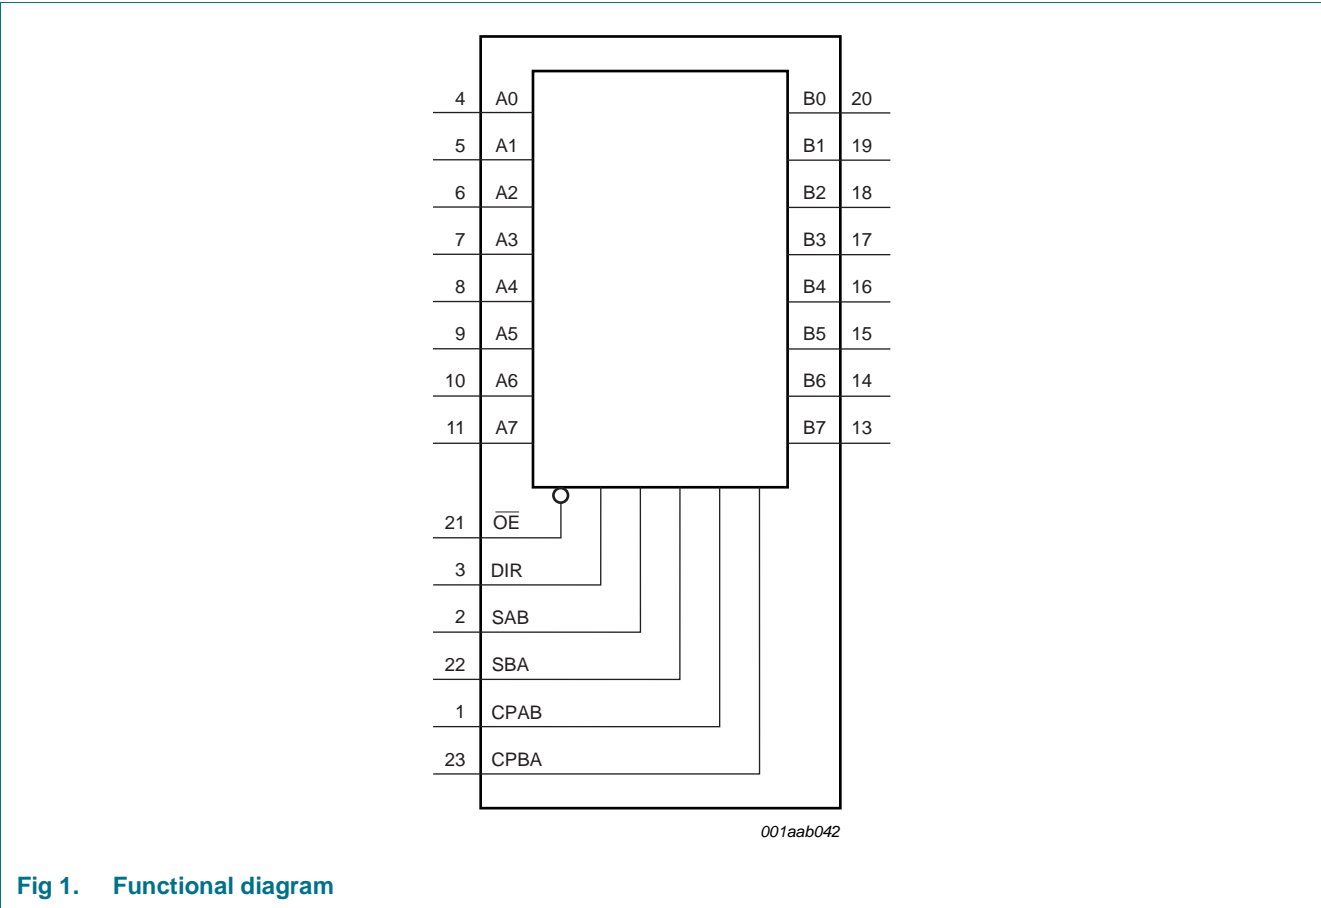 4 A0 B0 20
5 A1 B1 19
6 A2 B2 18
7 A3 B3 17
8 A4 B4 16
9 A5 B5 15
10 A6 B6 14
11 A7 B7 13
21 O̅E̅
3 DIR
2 SAB
22 SBA
1 CPAB
23 CPBA
001aab042
Fig 1. Functional diagram